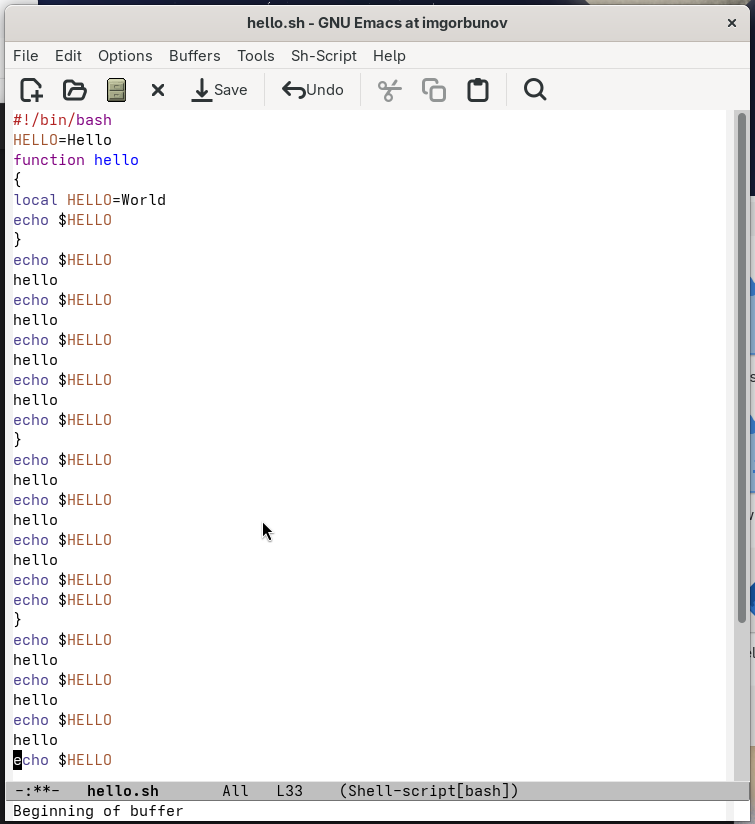 hello.sh - GNU Emacs at imgorbunov
File Edit Options Buffers Tools Sh-Script Help
Save Undo
#!/bin/bash
HELLO=Hello
function hello
{
local HELLO=World
echo $HELLO
}
echo $HELLO
hello
echo $HELLO
hello
echo $HELLO
hello
echo $HELLO
hello
echo $HELLO
}
echo $HELLO
hello
echo $HELLO
hello
echo $HELLO
hello
echo $HELLO
echo $HELLO
}
echo $HELLO
hello
echo $HELLO
hello
echo $HELLO
hello
echo $HELLO
-:**- hello.sh All L33 (Shell-script[bash])
Beginning of buffer